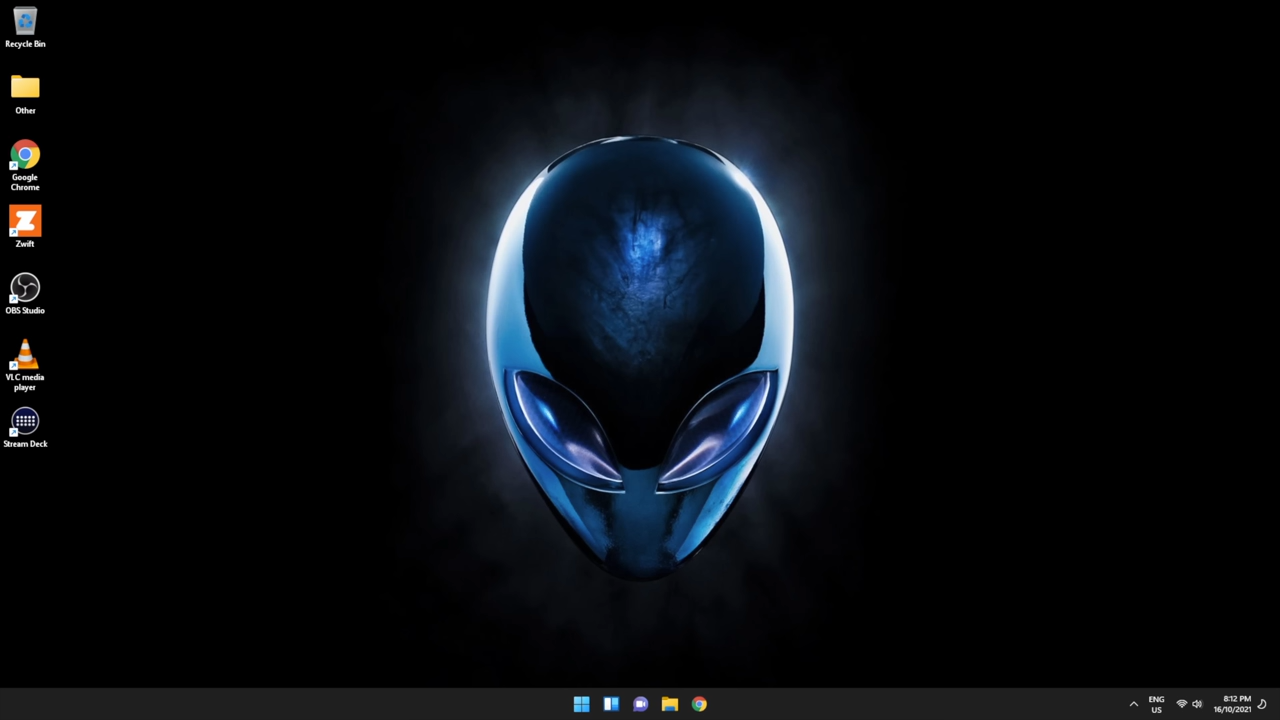 Recycle Bin
Other
Google
Chrome
Zwift
OBS Studio
VLC media
player
Stream Deck
ENG
US
8:12 PM
16/10/2021